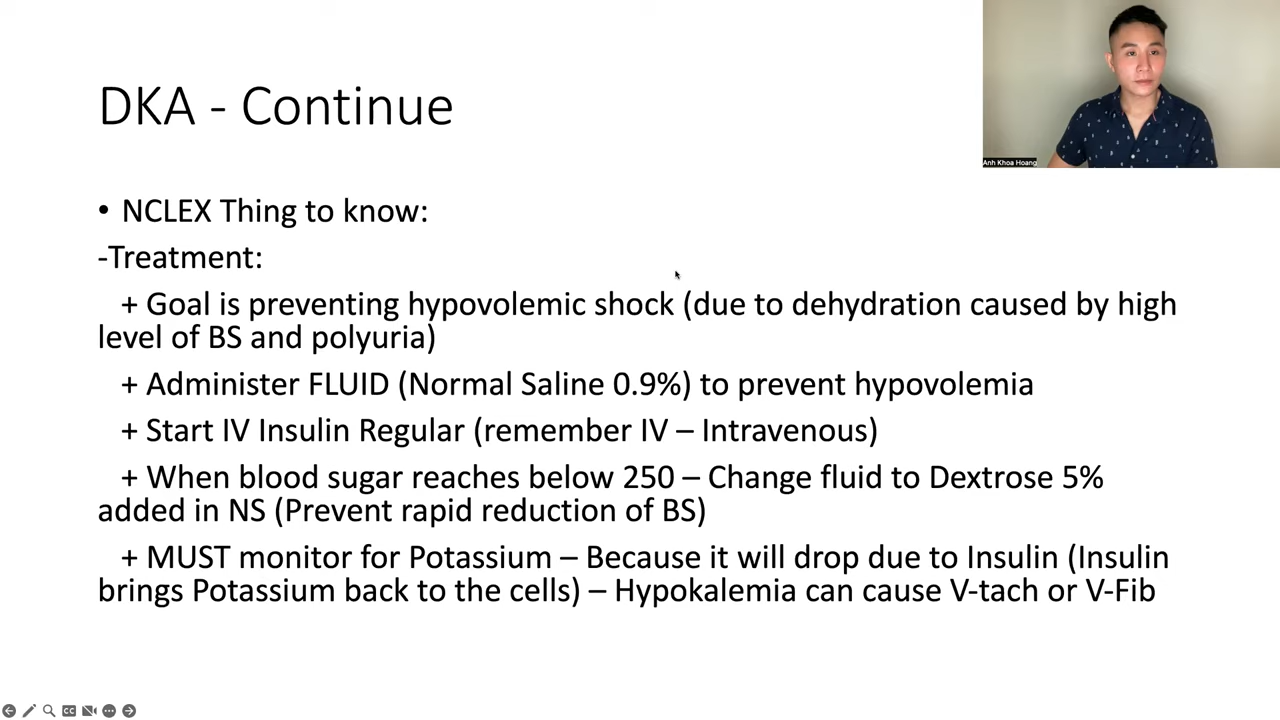 DKA - Continue
Anh Khoa Hoang
• NCLEX Thing to know:
-Treatment:
+ Goal is preventing hypovolemic shock (due to dehydration caused by high
level of BS and polyuria)
+ Administer FLUID (Normal Saline 0.9%) to prevent hypovolemia
+ Start IV Insulin Regular (remember IV – Intravenous)
+ When blood sugar reaches below 250 – Change fluid to Dextrose 5%
added in NS (Prevent rapid reduction of BS)
+ MUST monitor for Potassium – Because it will drop due to Insulin (Insulin
brings Potassium back to the cells) – Hypokalemia can cause V-tach or V-Fib
CC